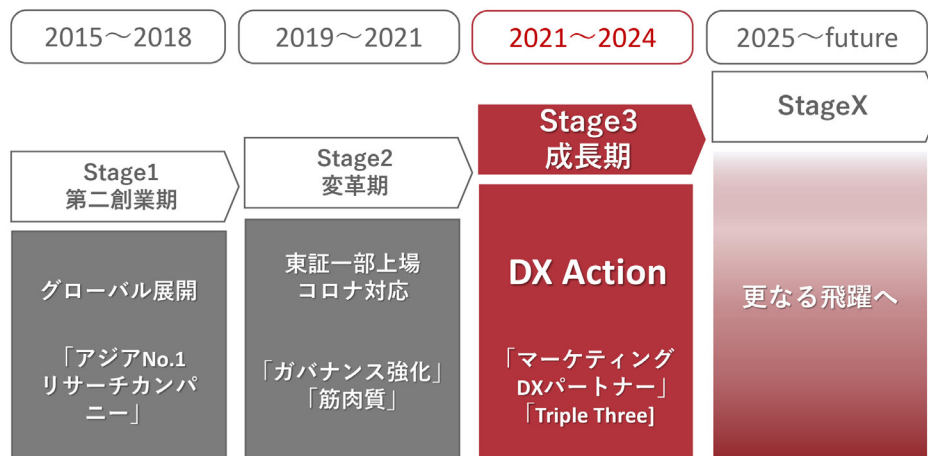 2015～2018
2019～2021
2021～2024
2025～future
Stage1
第二創業期
Stage2
変革期
Stage3
成長期
StageX
グローバル展開
「アジアNo.1
リサーチカンパ
ニー」
東証一部上場
コロナ対応
「ガバナンス強化」
「筋肉質」
DX Action
「マーケティング
DXパートナー」
「Triple Three]
更なる飛躍へ